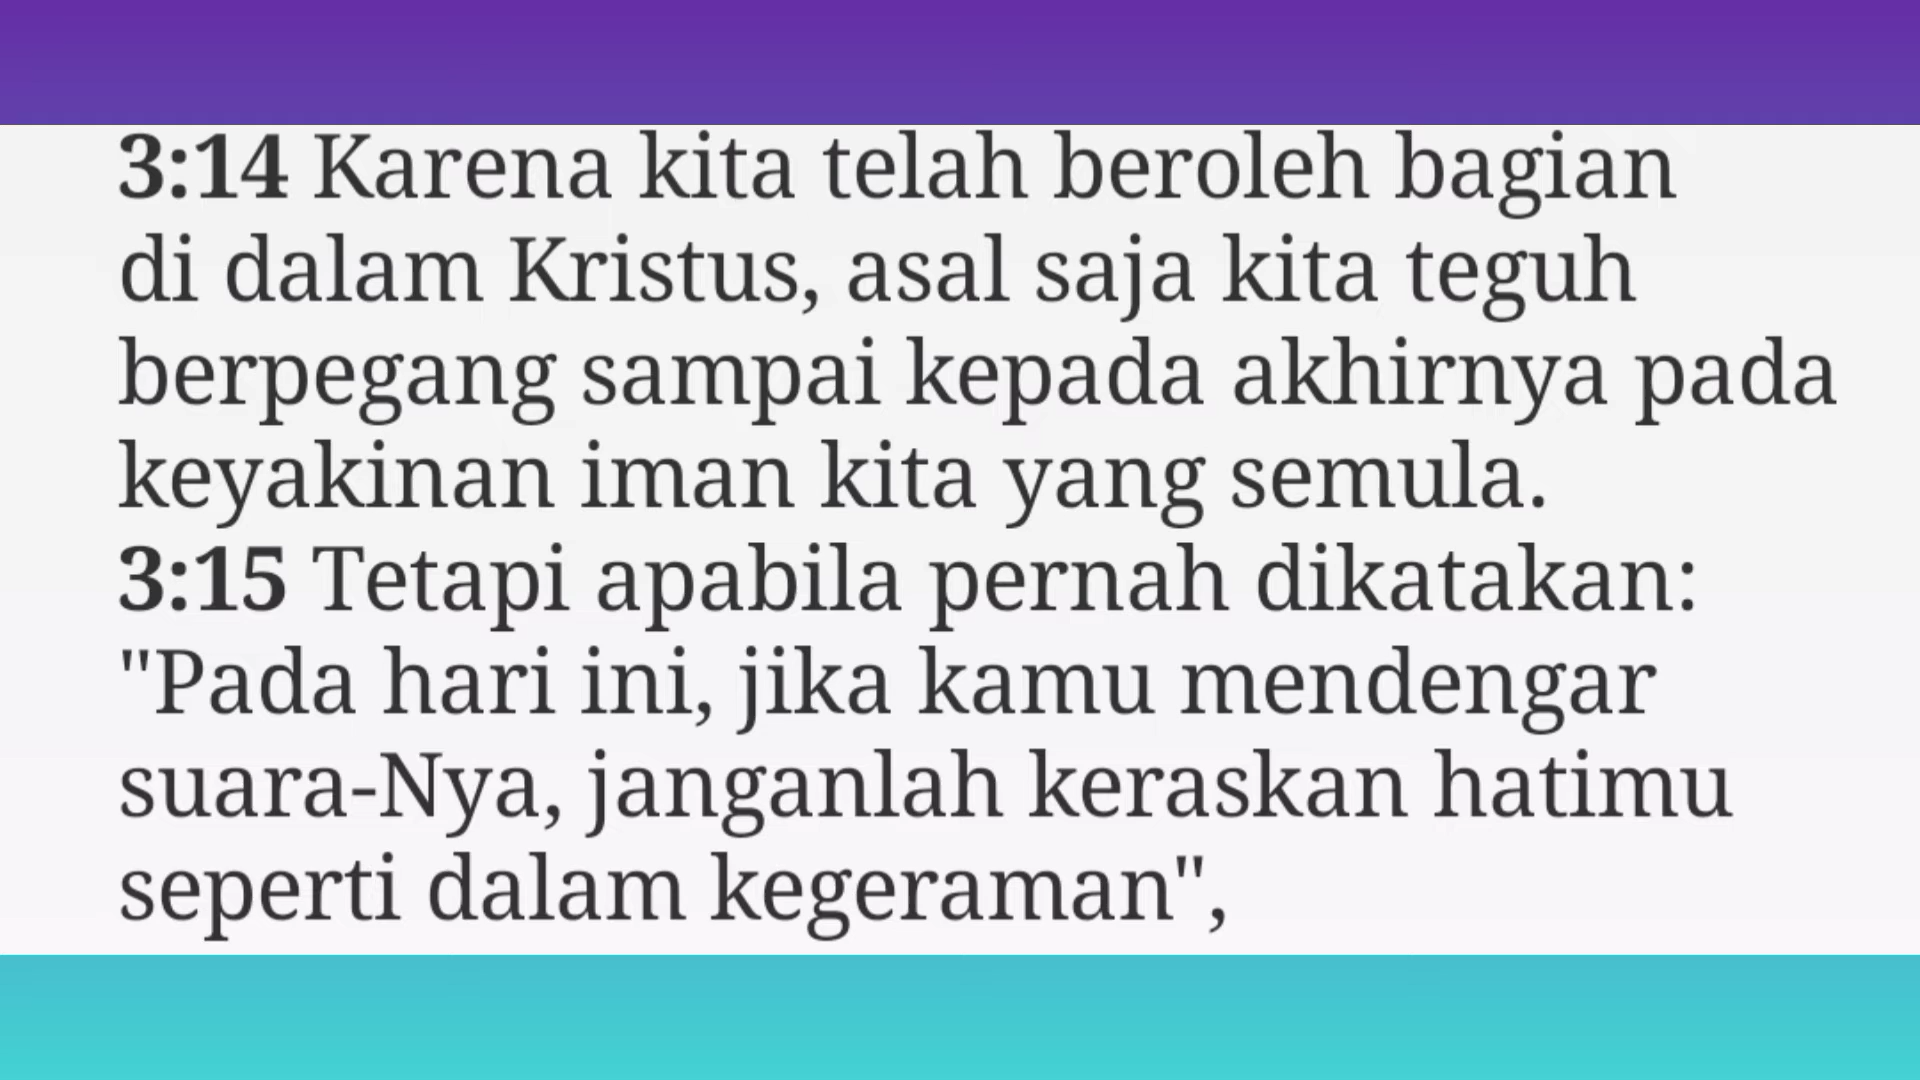 3:14 Karena kita telah beroleh bagian
di dalam Kristus, asal saja kita teguh
berpegang sampai kepada akhirnya pada
keyakinan iman kita yang semula.
3:15 Tetapi apabila pernah dikatakan:
"Pada hari ini, jika kamu mendengar
suara-Nya, janganlah keraskan hatimu
seperti dalam kegeraman",